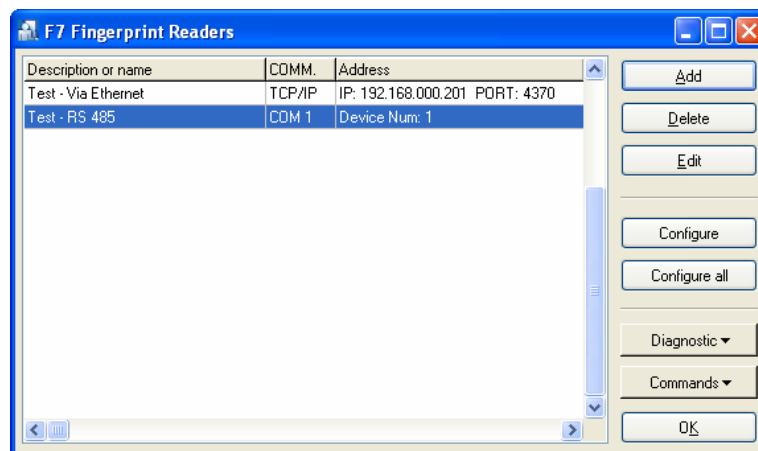 F7 Fingerprint Readers
Description or name COMM. Address
Test - Via Ethernet TCP/IP IP: 192.168.000.201 PORT: 4370
Test - RS 485 COM 1 Device Num: 1
Add
Delete
Edit
Configure
Configure all
Diagnostic
Commands
OK